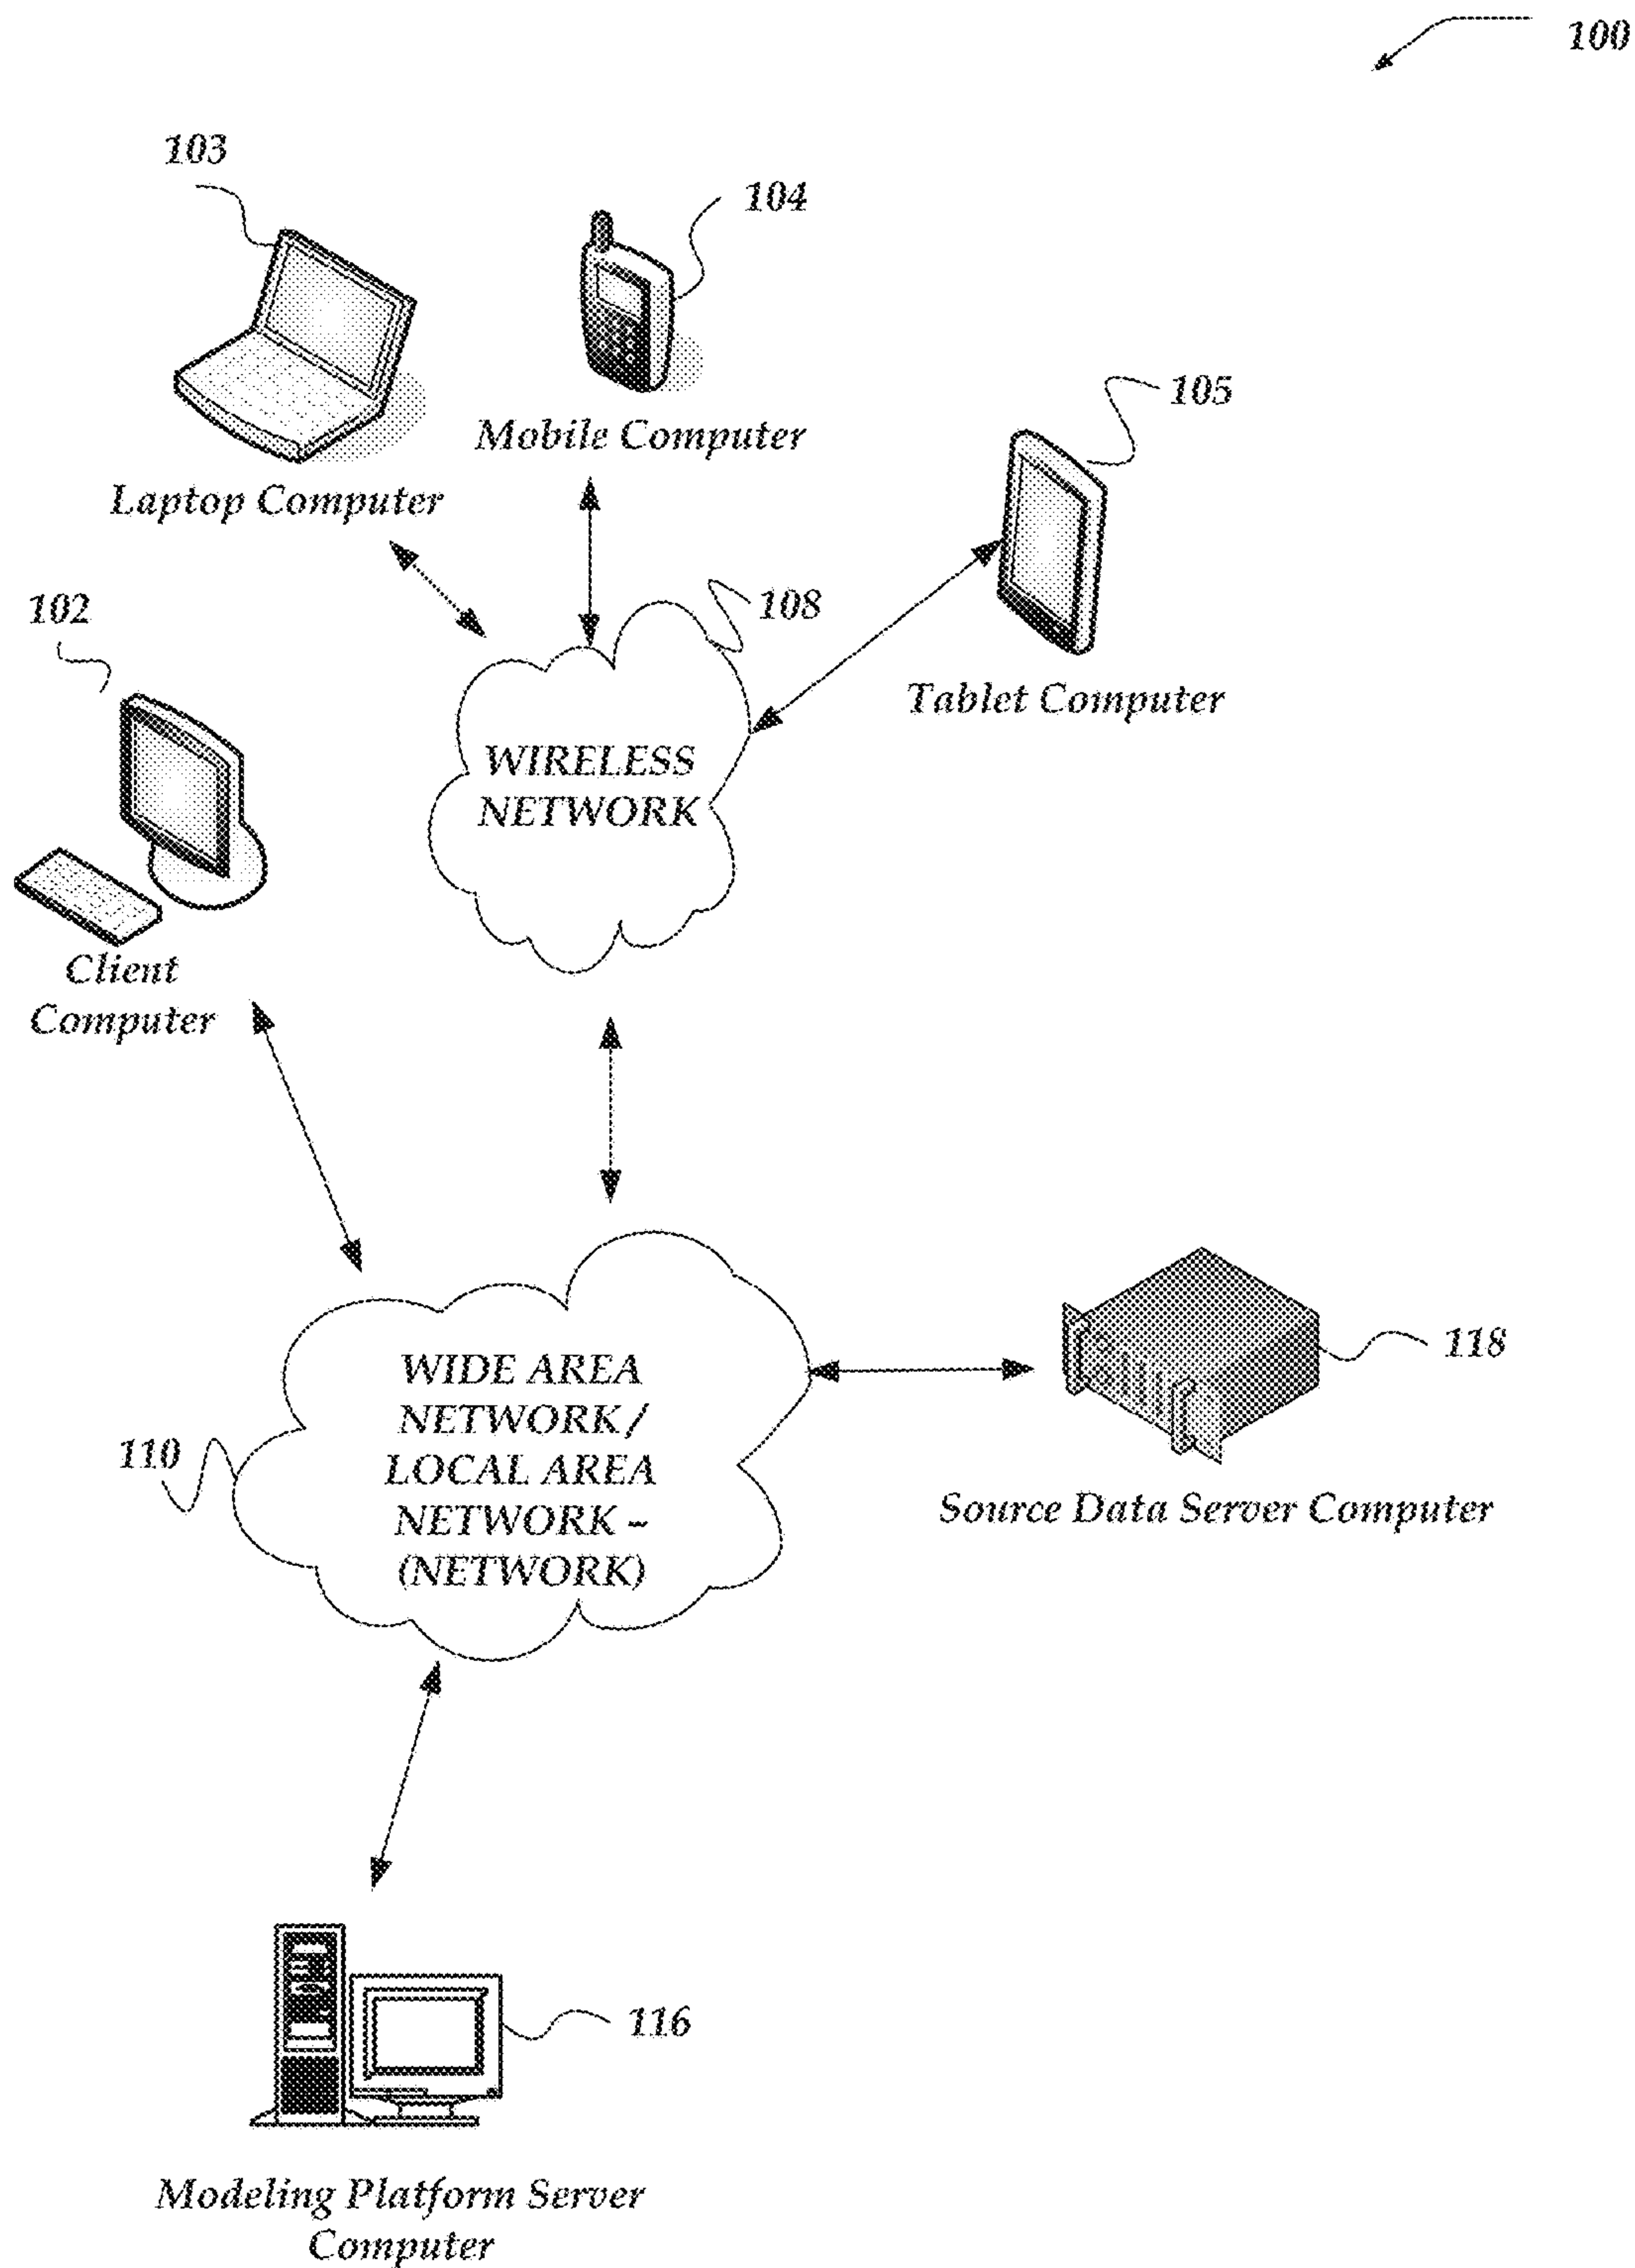 100
103
104
Mobile Computer
105
Laptop Computer
102
108
Tablet Computer
WIRELESS
NETWORK
Client
Computer
WIDE AREA
NETWORK /
LOCAL AREA
NETWORK –
(NETWORK)
110
118
Source Data Server Computer
116
Modeling Platform Server
Computer